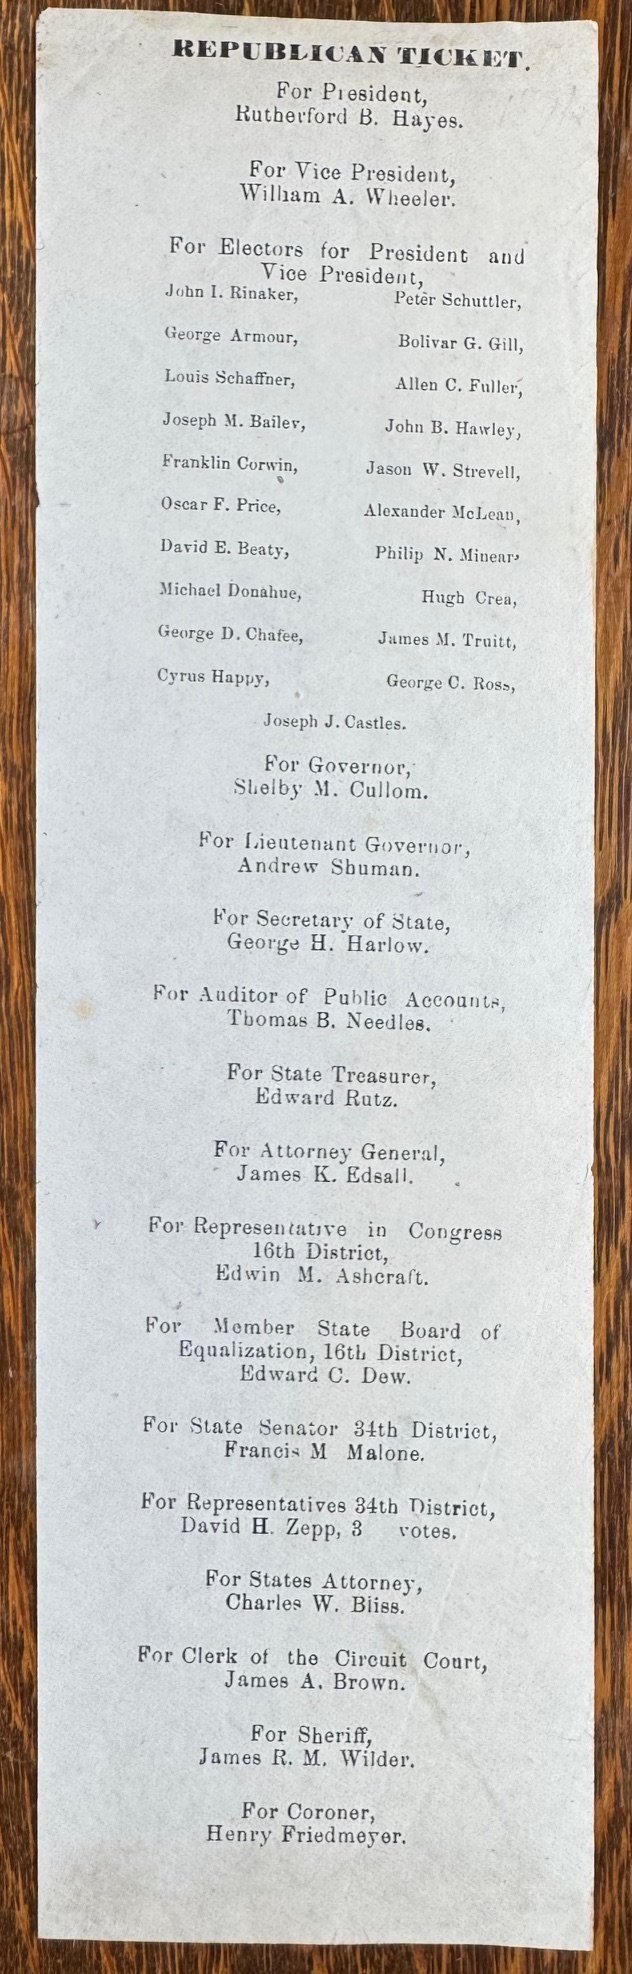 REPUBLICAN TICKET.
For President,
Rutherford B. Hayes.
For Vice President,
William A. Wheeler.
For Electors for President and
Vice President,
John I. Rinaker, Peter Schuttler,
George Armour, Bolivar G. Gill,
Louis Schaffner, Allen C. Fuller,
Joseph M. Bailey, John B. Hawley,
Franklin Corwin, Jason W. Strevell,
Oscar F. Price, Alexander McLean,
David E. Beaty, Philip N. Minear,
Michael Donahue, Hugh Crea,
George D. Chafee, James M. Truitt,
Cyrus Happy, George C. Ross,
Joseph J. Castles.
For Governor,
Shelby M. Cullom.
For Lieutenant Governor,
Andrew Shuman.
For Secretary of State,
George H. Harlow.
For Auditor of Public Accounts,
Thomas B. Needles.
For State Treasurer,
Edward Rutz.
For Attorney General,
James K. Edsall.
For Representative in Congress
16th District,
Edwin M. Ashcraft.
For Member State Board of
Equalization, 16th District,
Edward C. Dew.
For State Senator 34th District,
Francis M Malone.
For Representatives 34th District,
David H. Zepp, 3 votes.
For States Attorney,
Charles W. Bliss.
For Clerk of the Circuit Court,
James A. Brown.
For Sheriff,
James R. M. Wilder.
For Coroner,
Henry Friedmeyer.